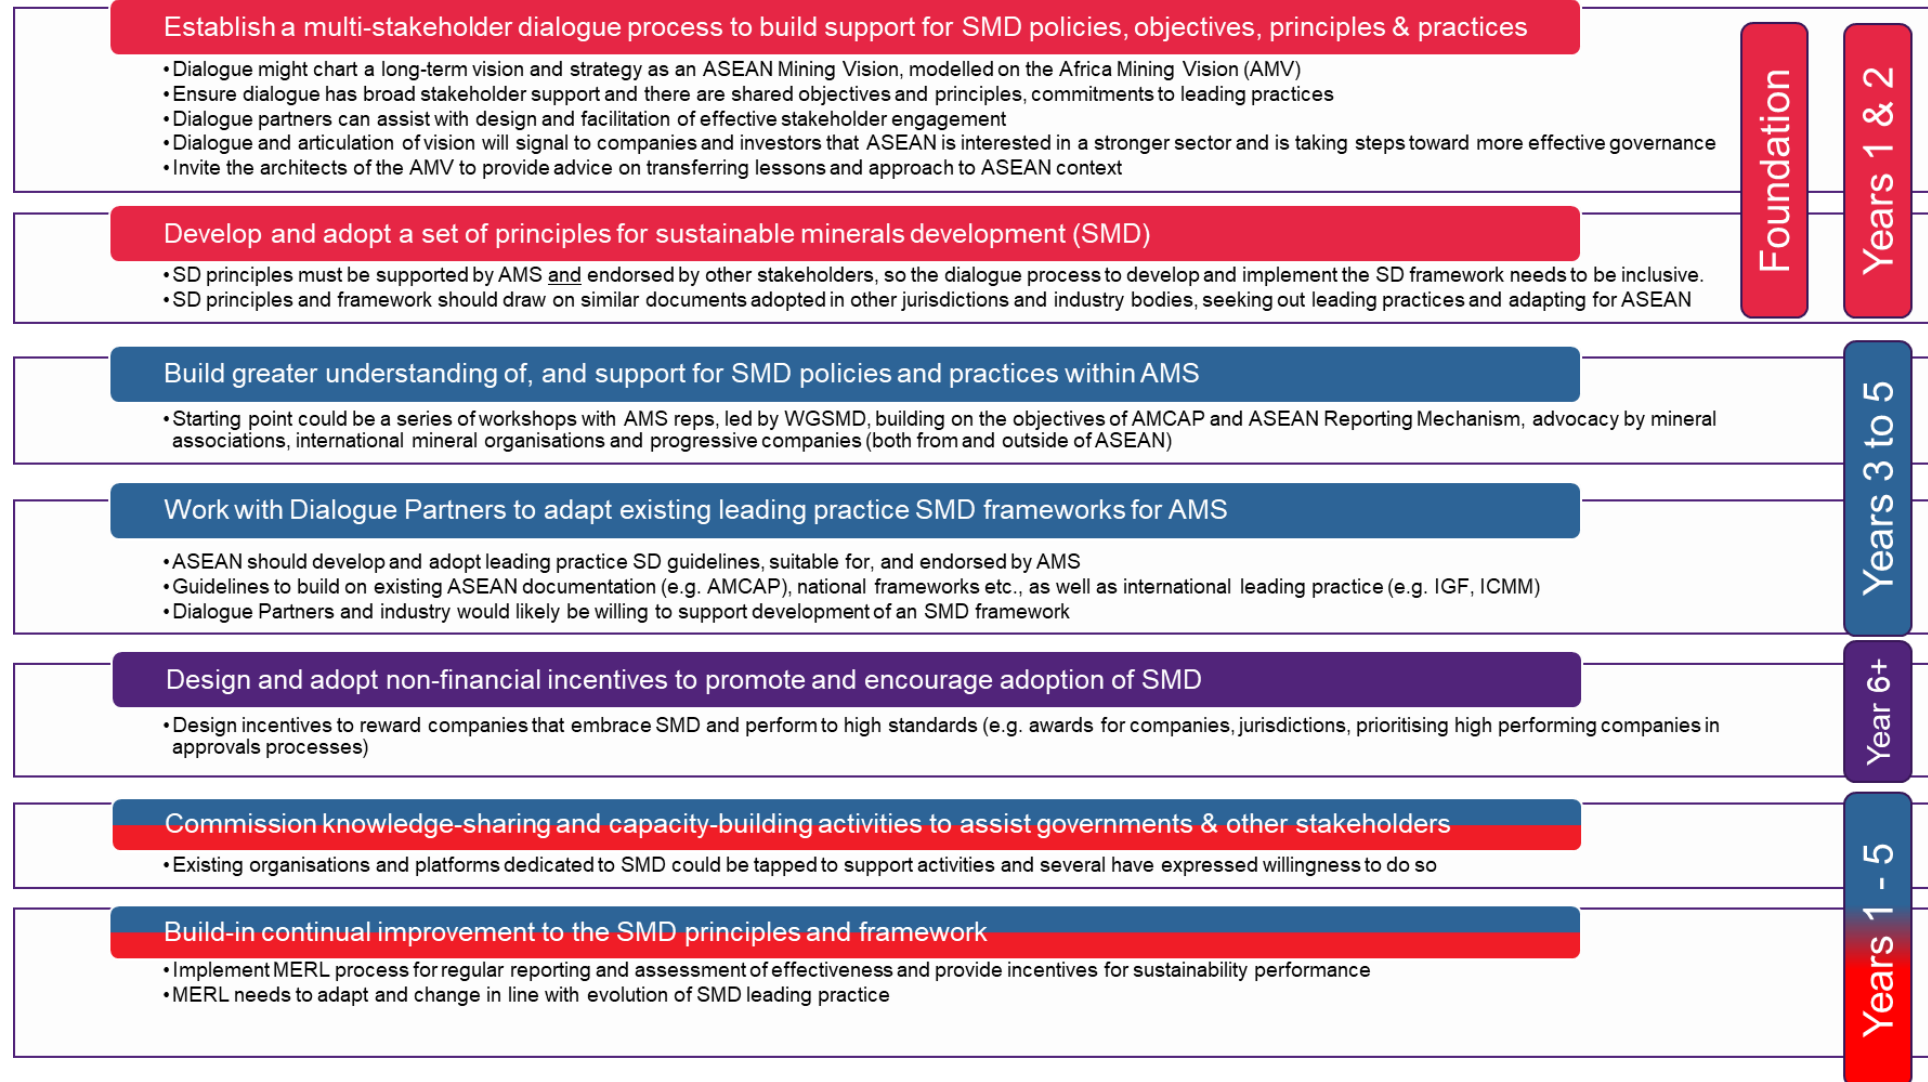 Establish a multi-stakeholder dialogue process to build support for SMD policies, objectives, principles & practices
•Dialogue might chart a long-term vision and strategy as an ASEAN Mining Vision, modelled on the Africa Mining Vision (AMV)
•Ensure dialogue has broad stakeholder support and there are shared objectives and principles, commitments to leading practices
•Dialogue partners can assist with design and facilitation of effective stakeholder engagement
•Dialogue and articulation of vision will signal to companies and investors that ASEAN is interested in a stronger sector and is taking steps toward more effective governance
•Invite the architects of the AMV to provide advice on transferring lessons and approach to ASEAN context
Foundation
Years 1 & 2
Develop and adopt a set of principles for sustainable minerals development (SMD)
•SD principles must be supported by AMS and endorsed by other stakeholders, so the dialogue process to develop and implement the SD framework needs to be inclusive.
•SD principles and framework should draw on similar documents adopted in other jurisdictions and industry bodies, seeking out leading practices and adapting for ASEAN
Build greater understanding of, and support for SMD policies and practices within AMS
•Starting point could be a series of workshops with AMS reps, led by WGSMD, building on the objectives of AMCAP and ASEAN Reporting Mechanism, advocacy by mineral
associations, international mineral organisations and progressive companies (both from and outside of ASEAN)
Years 3 to 5
Work with Dialogue Partners to adapt existing leading practice SMD frameworks for AMS
•ASEAN should develop and adopt leading practice SD guidelines, suitable for, and endorsed by AMS
•Guidelines to build on existing ASEAN documentation (e.g. AMCAP), national frameworks etc., as well as international leading practice (e.g. IGF, ICMM)
•Dialogue Partners and industry would likely be willing to support development of an SMD framework
Design and adopt non-financial incentives to promote and encourage adoption of SMD
•Design incentives to reward companies that embrace SMD and perform to high standards (e.g. awards for companies, jurisdictions, prioritising high performing companies in
approvals processes)
Year 6+
Commission knowledge-sharing and capacity-building activities to assist governments & other stakeholders
•Existing organisations and platforms dedicated to SMD could be tapped to support activities and several have expressed willingness to do so
Years 1 - 5
Build-in continual improvement to the SMD principles and framework
•Implement MERL process for regular reporting and assessment of effectiveness and provide incentives for sustainability performance
•MERL needs to adapt and change in line with evolution of SMD leading practice